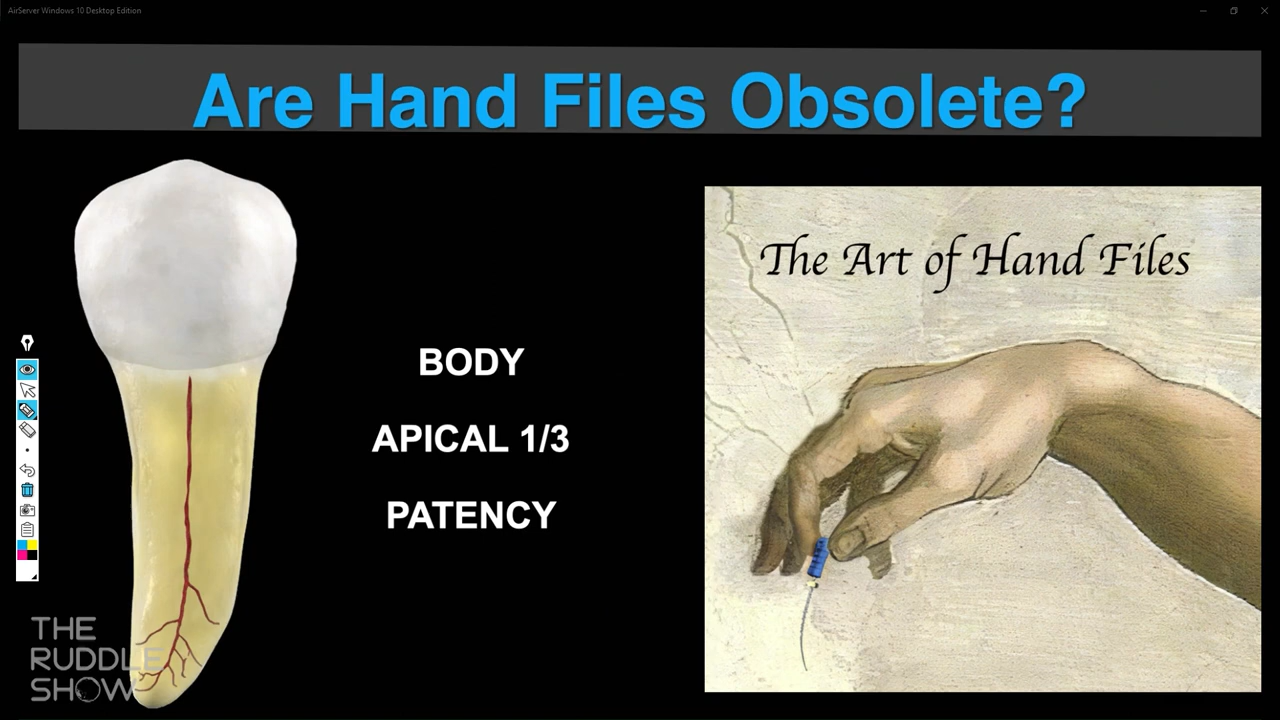 AirServer Windows 10 Desktop Edition
Are Hand Files Obsolete?
The Art of Hand Files
BODY
APICAL 1/3
PATENCY
THE
RUDDLE
SHOW